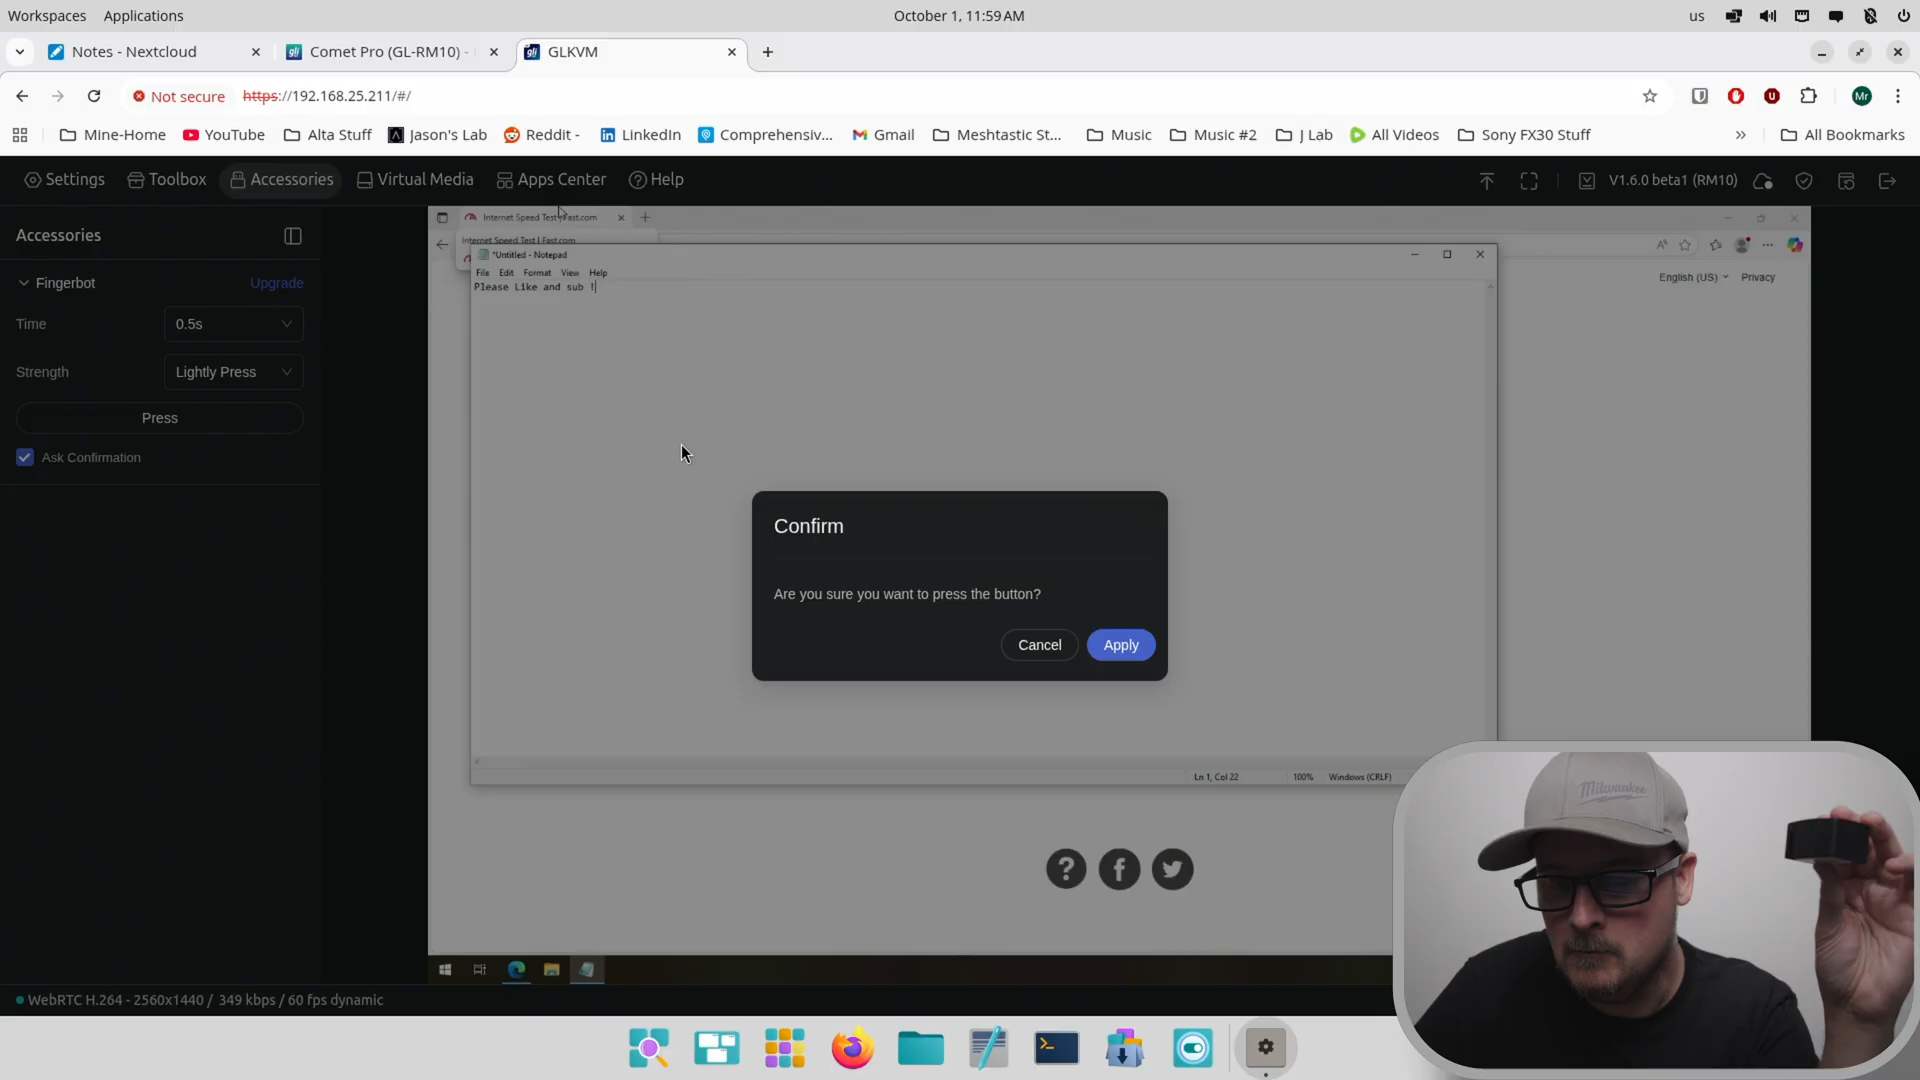 Workspaces Applications October 1, 11:59 AM us
Notes - Nextcloud Comet Pro (GL-RM10) - GLKVM
Not secure https://192.168.25.211/#/ Mr
Mine-Home YouTube Alta Stuff Jason's Lab Reddit - LinkedIn Comprehensiv... Gmail Meshtastic St... Music Music #2 J Lab All Videos Sony FX30 Stuff » All Bookmarks
Settings Toolbox Accessories Virtual Media Apps Center Help V1.6.0 beta1 (RM10)
Accessories
Fingerbot Upgrade
Time 0.5s
Strength Lightly Press
Press
Ask Confirmation
Internet Speed Test | Fast.com
Internet Speed Test | Fast.com
*Untitled - Notepad
File Edit Format View Help
Please Like and sub !
English (US) Privacy
Confirm
Are you sure you want to press the button?
Cancel Apply
Ln 1, Col 22 100% Windows (CRLF)
Milwaukee
WebRTC H.264 - 2560x1440 / 349 kbps / 60 fps dynamic